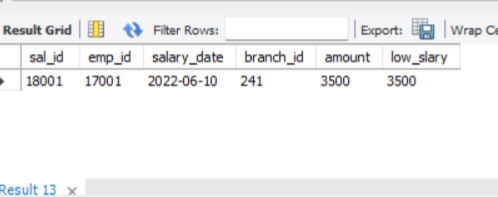 Result Grid Filter Rows: Export: Wrap Ce
sal_id emp_id salary_date branch_id amount low_slary
18001 17001 2022-06-10 241 3500 3500
Result 13